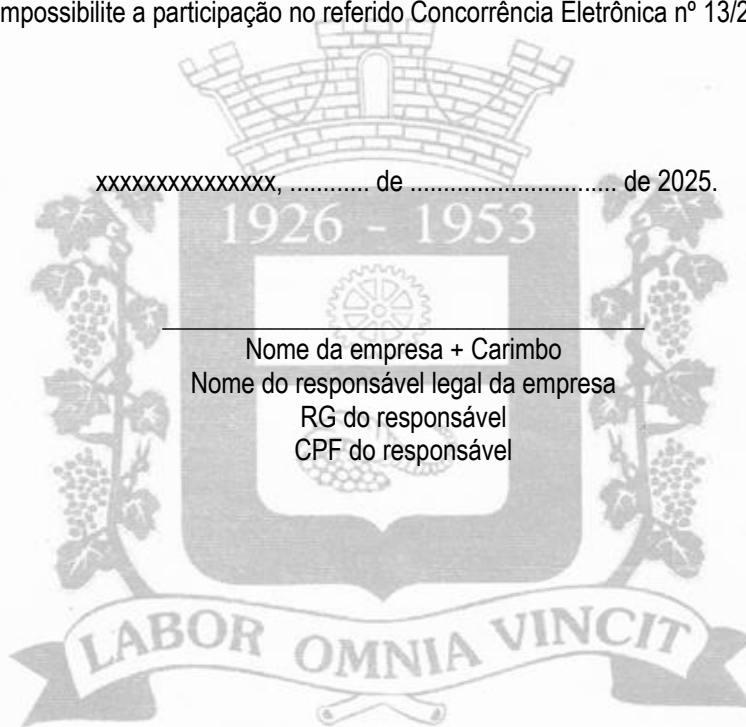 mpossibilite a participação no referido Concorrência Eletrônica nº 13/2
xxxxxxxxxxxxxxx, ............ de ............................... de 2025.
1926 - 1953
Nome da empresa + Carimbo
Nome do responsável legal da empresa
RG do responsável
CPF do responsável
LABOR OMNIA VINCIT